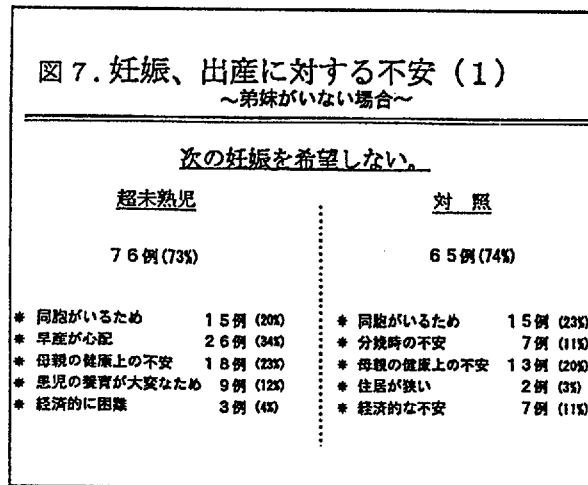 図7.妊娠、出産に対する不安(1)
~弟妹がいない場合~
次の妊娠を希望しない。
超未熟児
76例(73%)
* 同胞がいるため 15例 (20%)
* 早産が心配 26例 (34%)
* 母親の健康上の不安 18例 (23%)
* 患児の養育が大変なため 9例 (12%)
* 経済的に困難 3例 (4%)
対 照
65例(74%)
* 同胞がいるため 15例 (23%)
* 分娩時の不安 7例 (11%)
* 母親の健康上の不安 13例 (20%)
* 住居が狭い 2例 (3%)
* 経済的な不安 7例 (11%)